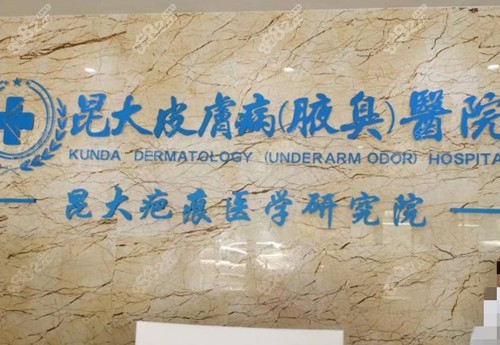 昆大皮膚病(腋臭)醫院
KUNDA DERMATOLOGY (UNDERARM ODOR) HOSPITA
昆大疤痕医学研究院